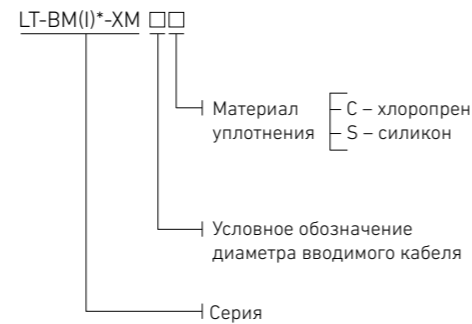 LT-BM(I)*-XM □□
Материал
уплотнения
C – хлоропрен
S – силикон
Условное обозначение
диаметра вводимого кабеля
Серия